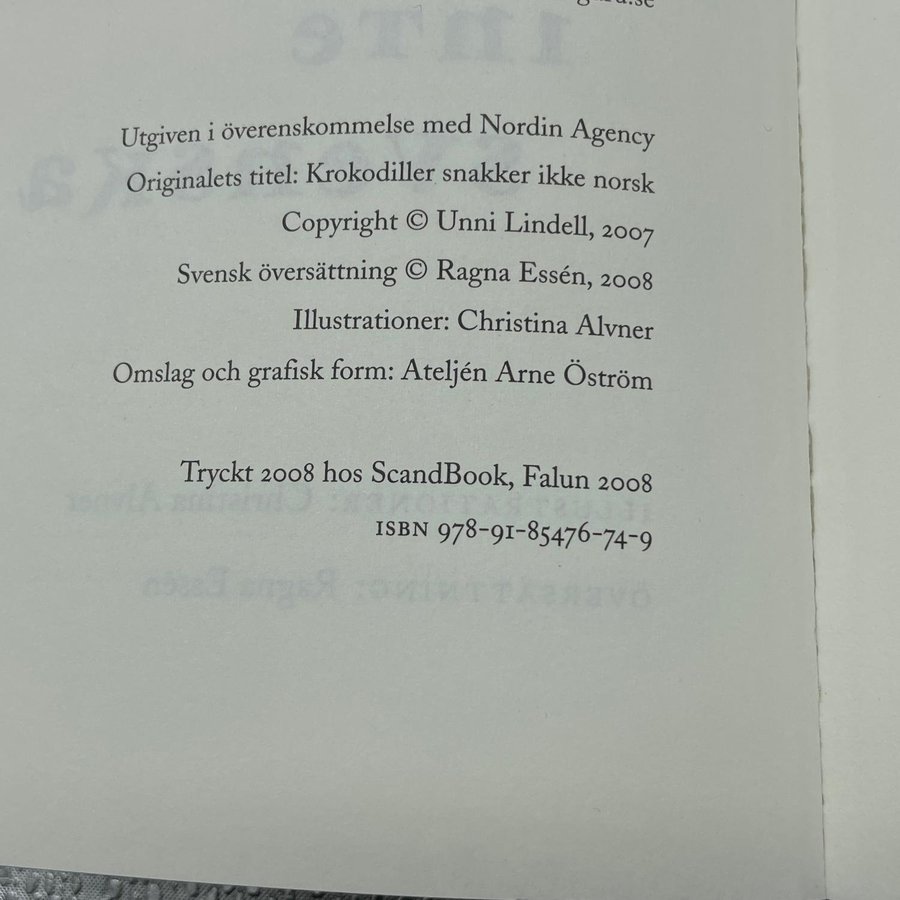 Utgiven i överenskommelse med Nordin Agency
Originalets titel: Krokodiller snakker ikke norsk
Copyright © Unni Lindell, 2007
Svensk översättning © Ragna Essén, 2008
Illustrationer: Christina Alvner
Omslag och grafisk form: Ateljén Arne Öström
Tryckt 2008 hos ScandBook, Falun 2008
ISBN 978-91-85476-74-9